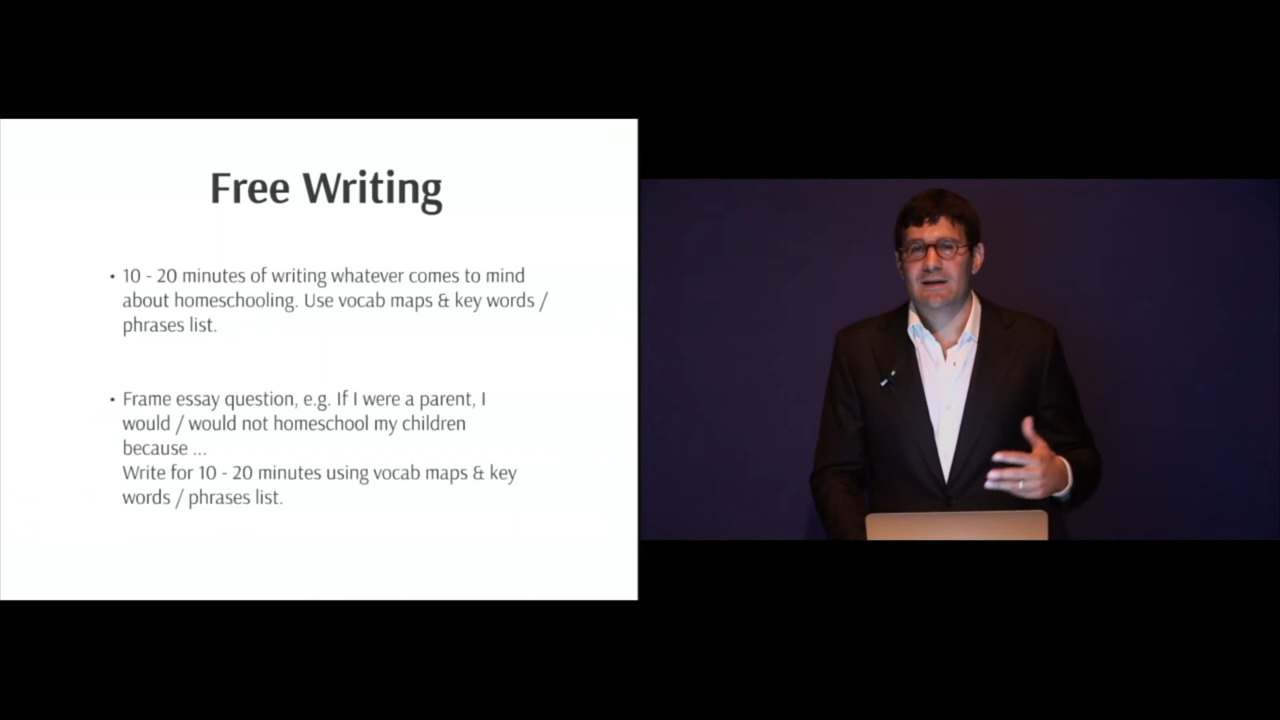 Free Writing
• 10 - 20 minutes of writing whatever comes to mind
about homeschooling. Use vocab maps & key words /
phrases list.
• Frame essay question, e.g. If I were a parent, I
would / would not homeschool my children
because ...
Write for 10 - 20 minutes using vocab maps & key
words / phrases list.